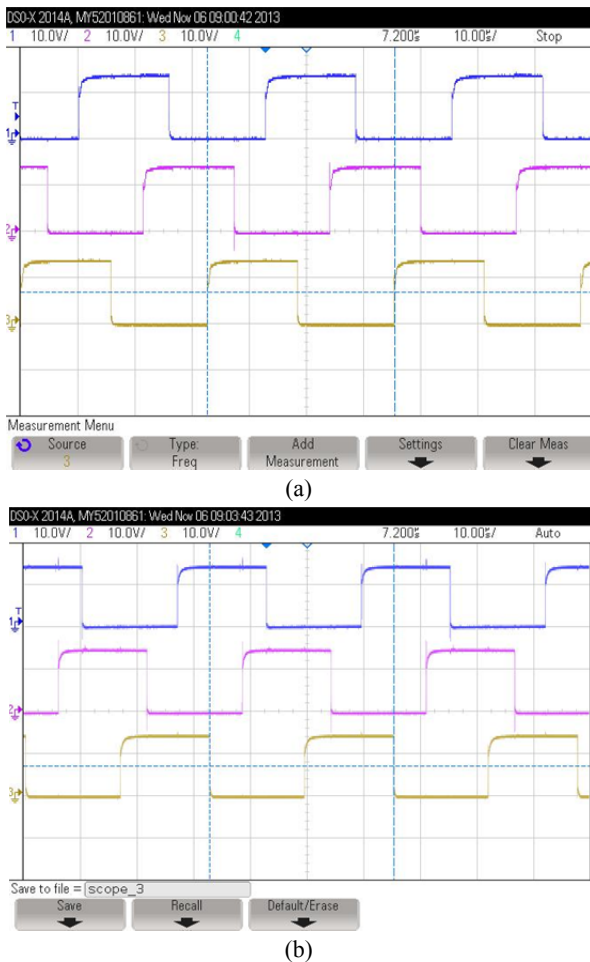 DSO-X 2014A, MY52010861: Wed Nov 06 09:00:42 2013
1 10.0V/ 2 10.0V/ 3 10.0V/ 4 7.200s 10.00s/ Stop
T
1
2
3
Measurement Menu
Source Type: Add Settings Clear Meas
3 Freq Measurement
(a)
DSO-X 2014A, MY52010861: Wed Nov 06 09:03:43 2013
1 10.0V/ 2 10.0V/ 3 10.0V/ 4 7.200s 10.00s/ Auto
T
1
2
3
Save to file = scope_3
Save Recall Default/Erase
(b)